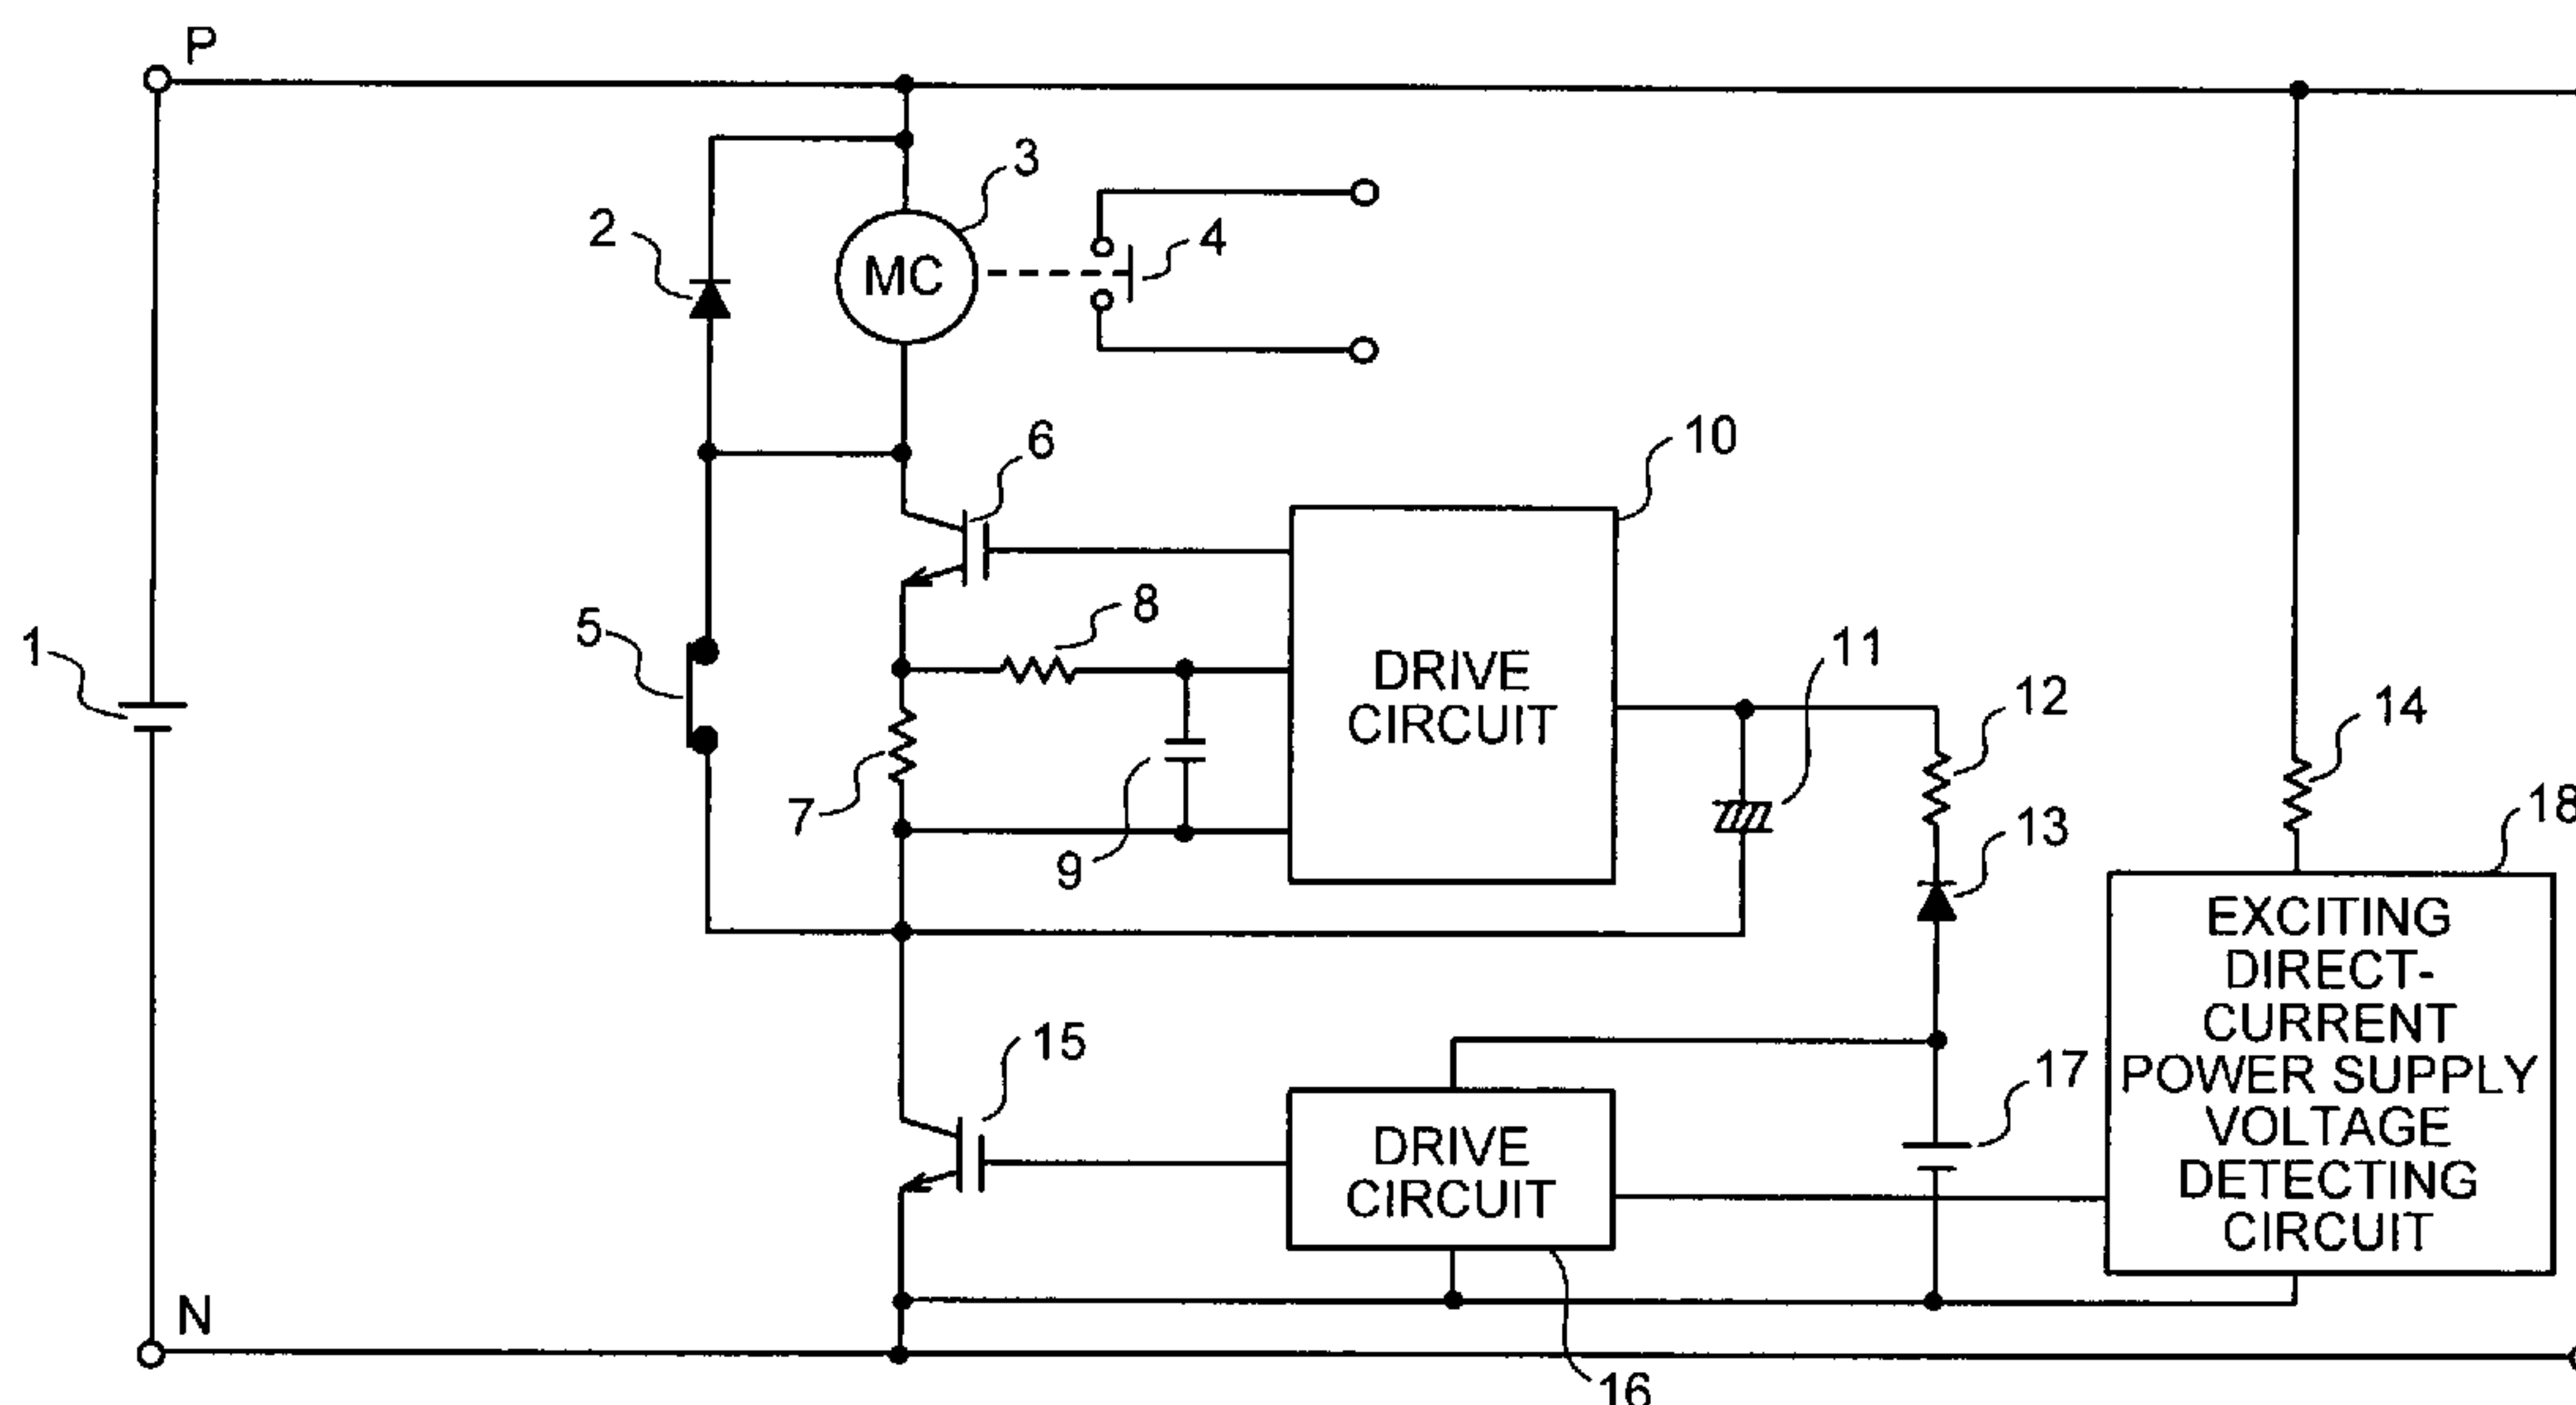 P
3
2
MC
4
6
10
5
8
1
11
DRIVE
CIRCUIT
12
14
7
9
13
18
EXCITING
DIRECT-
CURRENT
POWER SUPPLY
VOLTAGE
DETECTING
CIRCUIT
15
17
DRIVE
CIRCUIT
N
16